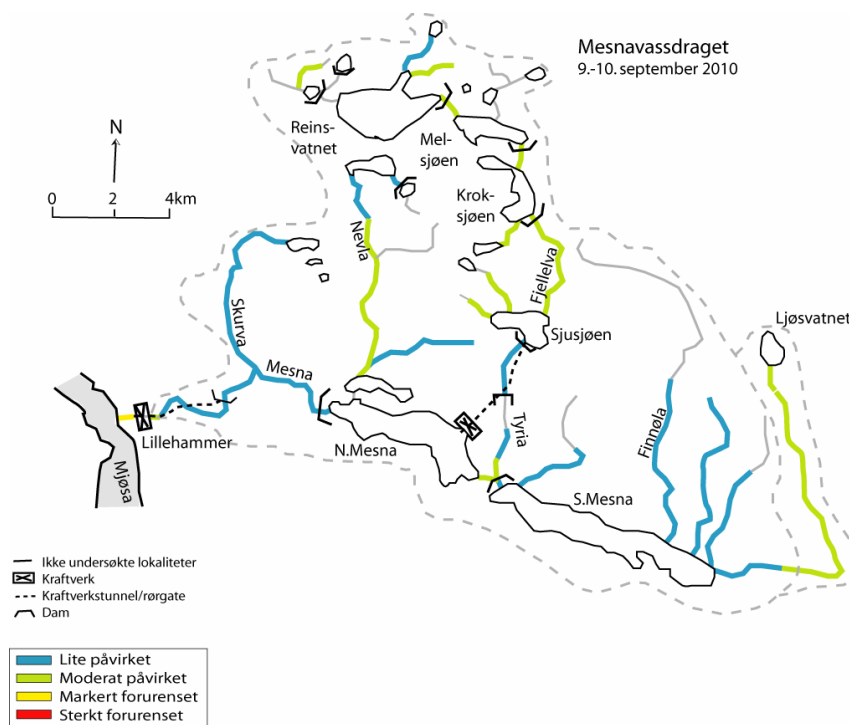 Mesnavassdraget
9.-10. september 2010
N
0 2 4km
Reins-
vatnet
Mel-
sjøen
Krok-
sjøen
Nevla
Fjellelva
Skurva
Mesna
Sjusjøen
Ljøsvatnet
Lillehammer
Mjøsa
N.Mesna
Tyria
Finnøla
S.Mesna
Ikke undersøkte lokaliteter
Kraftverk
Kraftverkstunnel/rørgate
Dam
Lite påvirket
Moderat påvirket
Markert forurenset
Sterkt forurenset